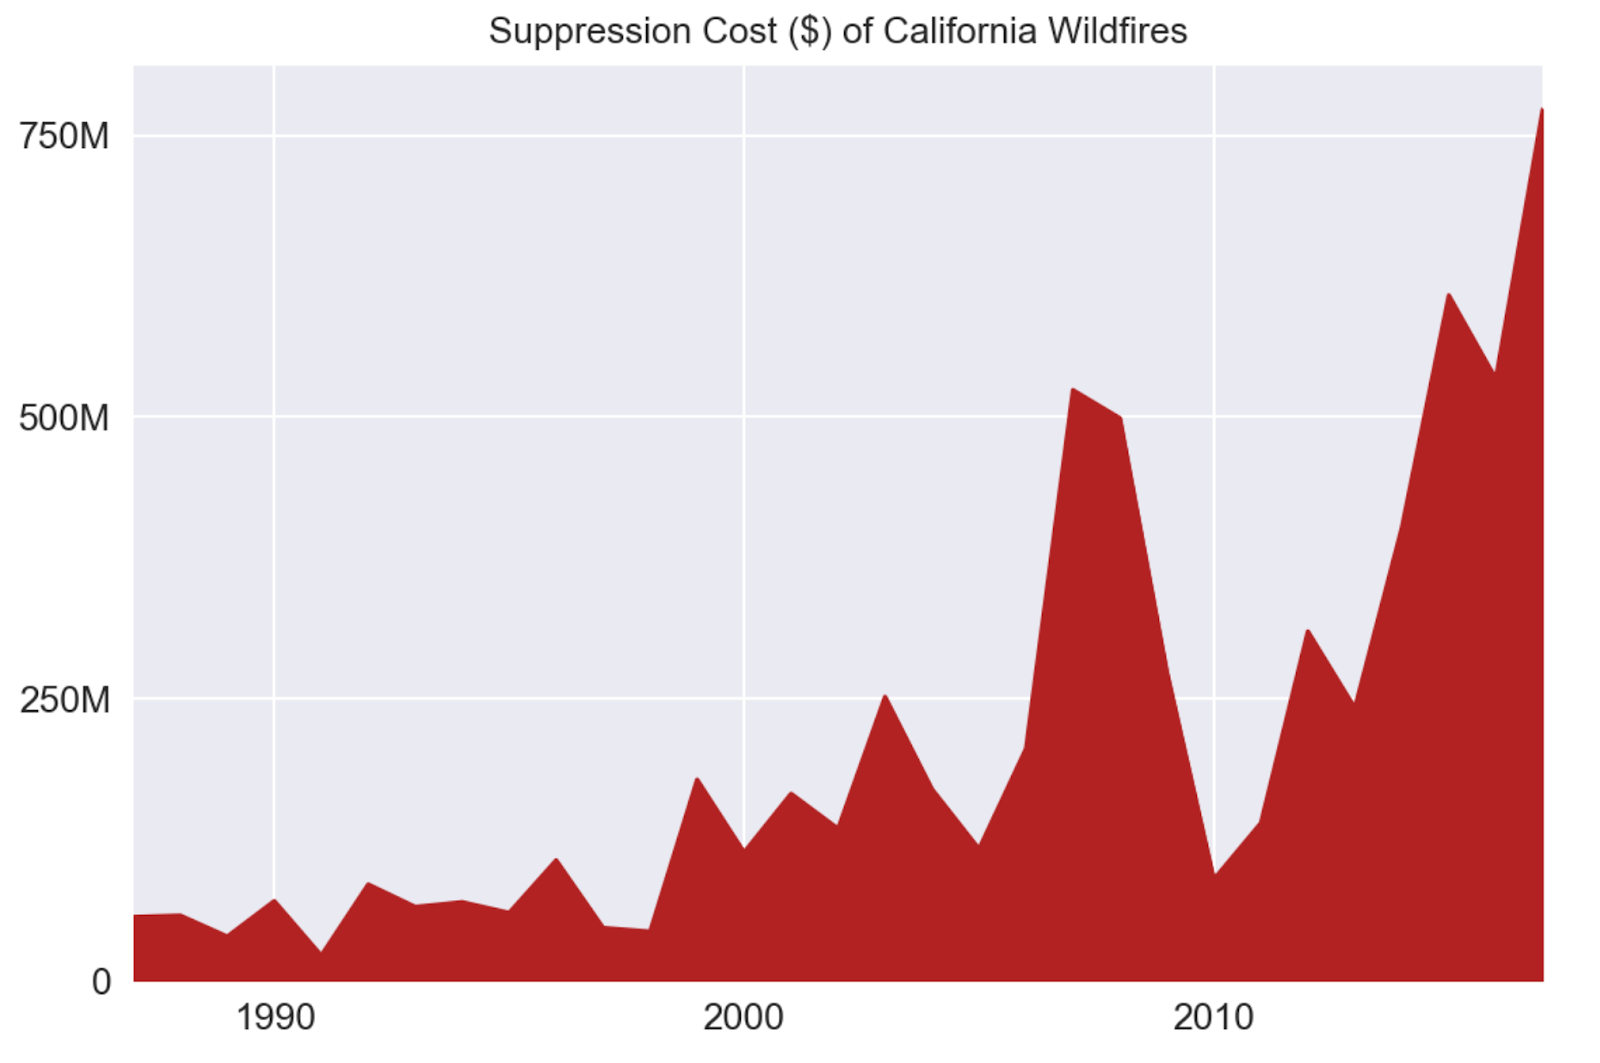 Suppression Cost ($) of California Wildfires
750M
500M
250M
0
1990 2000 2010